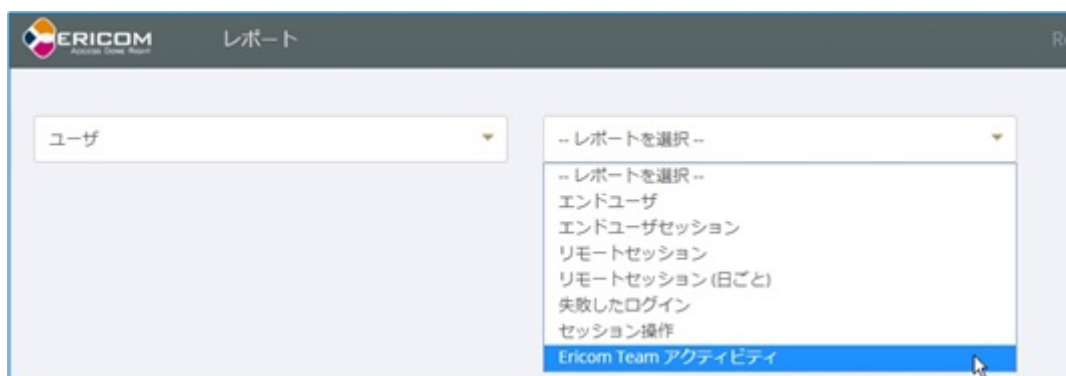 ERICOM
ACCESS DONE RIGHT
レポート
ユーザ
-- レポートを選択 --
-- レポートを選択 --
エンドユーザ
エンドユーザセッション
リモートセッション
リモートセッション (日ごと)
失敗したログイン
セッション操作
Ericom Team アクティビティ